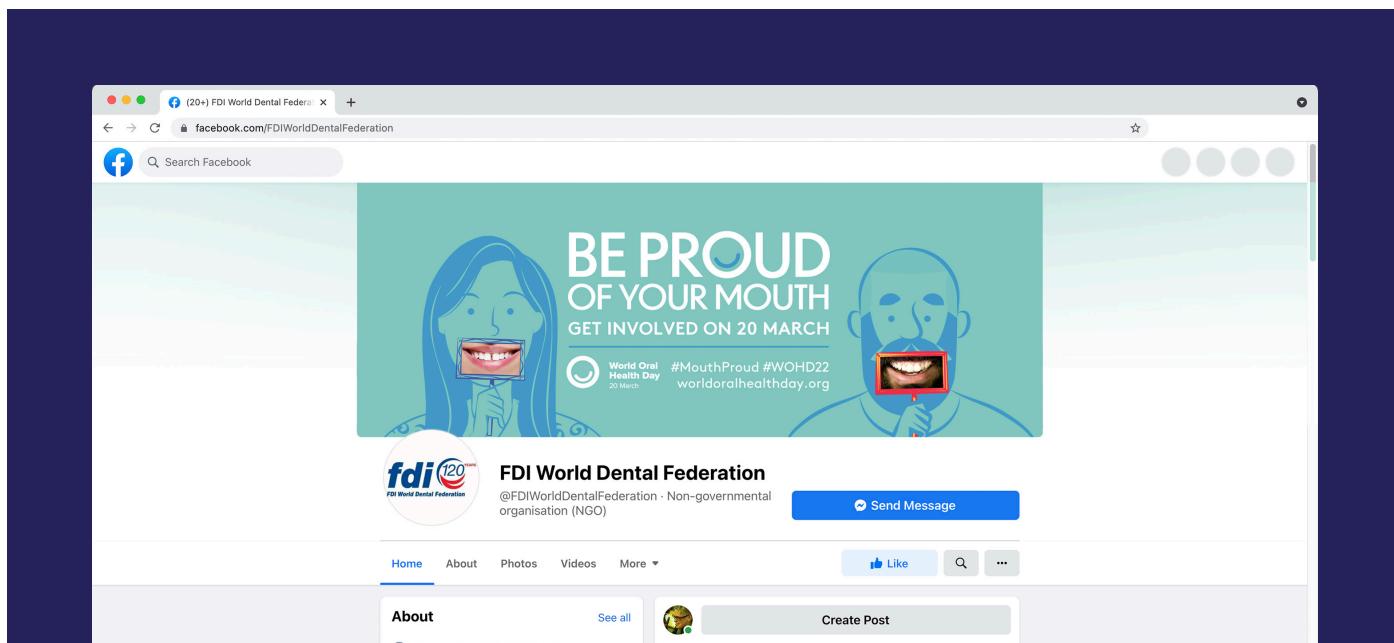 (20+) FDI World Dental Federa
facebook.com/FDIWorldDentalFederation
Search Facebook
BE PROUD
OF YOUR MOUTH
GET INVOLVED ON 20 MARCH
World Oral
Health Day
20 March
#MouthProud #WOHD22
worldoralhealthday.org
fdi 120 YEARS
FDI World Dental Federation
FDI World Dental Federation
@FDIWorldDentalFederation · Non-governmental
organisation (NGO)
Send Message
Home About Photos Videos More
Like
About
See all
Create Post